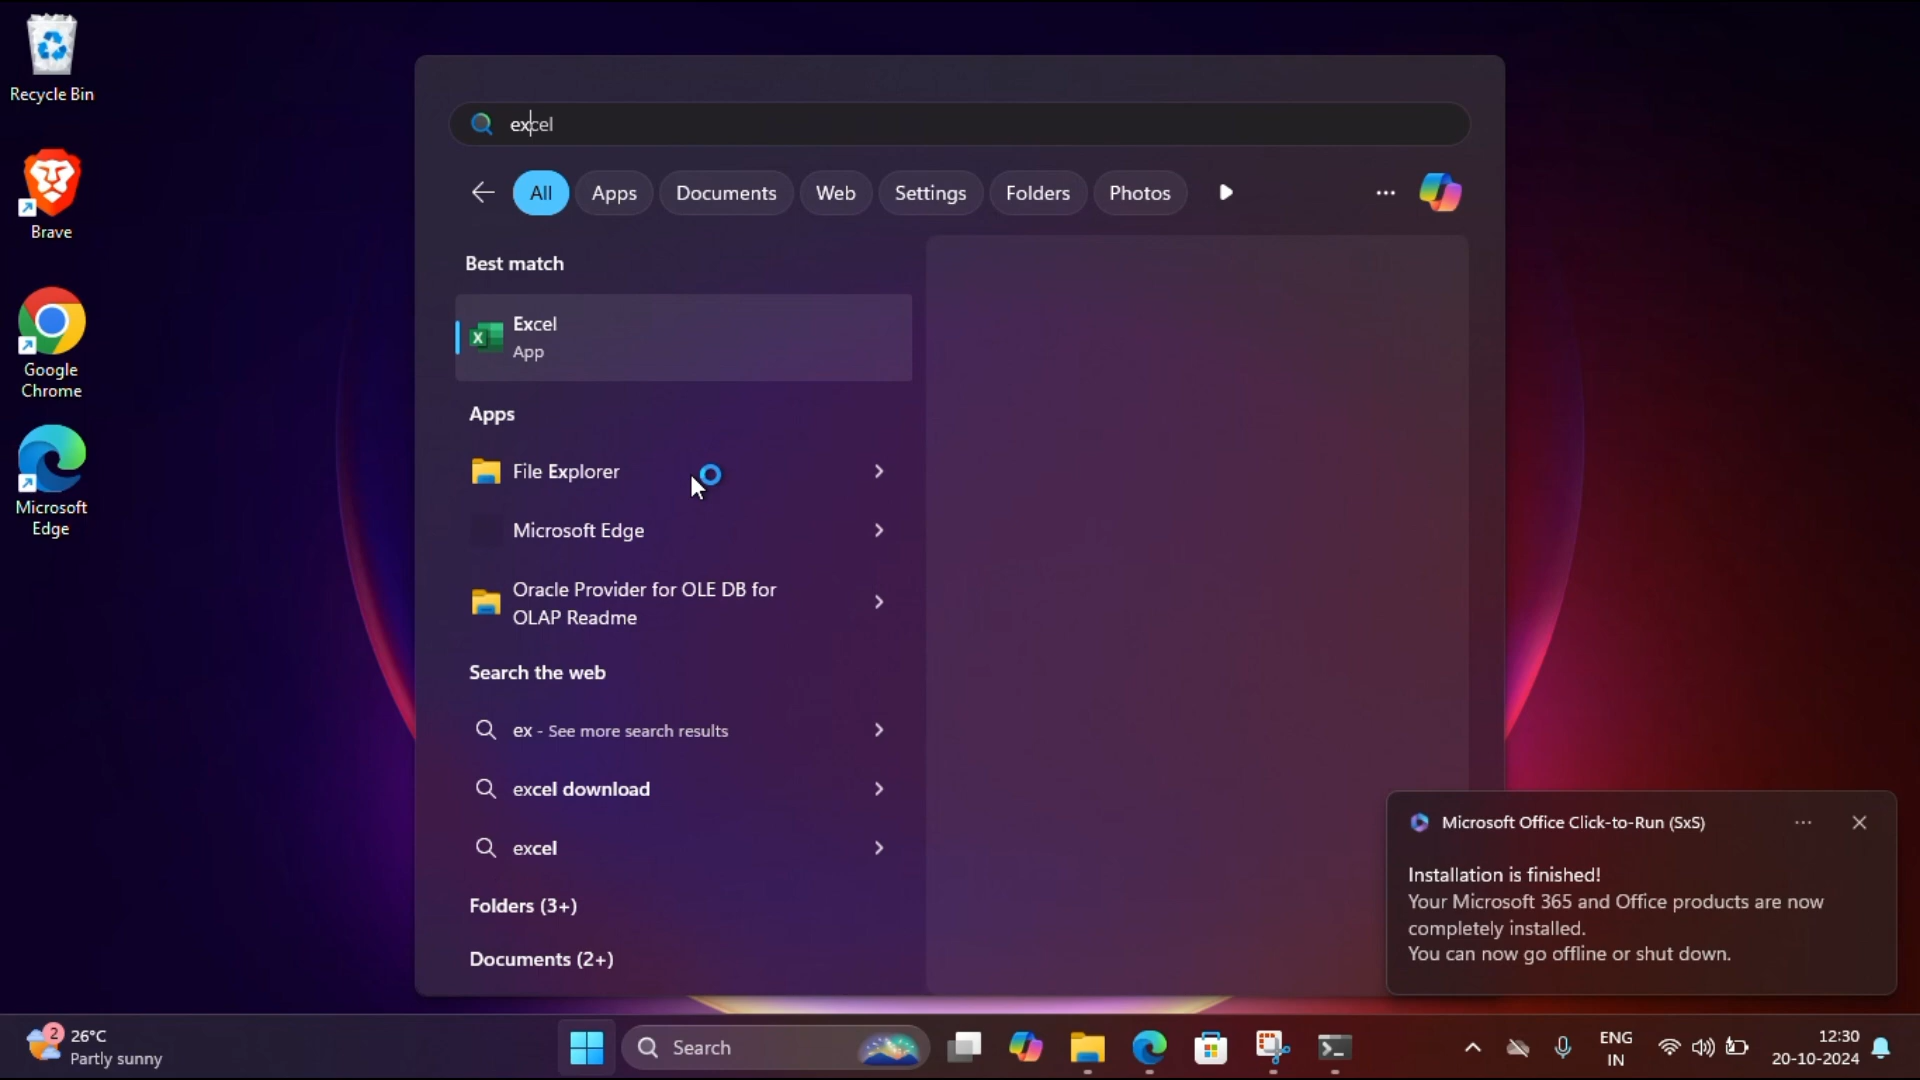 Recycle Bin
Brave
Google
Chrome
Microsoft
Edge
excel
All
Apps
Documents
Web
Settings
Folders
Photos
Best match
Excel
App
Apps
File Explorer
Microsoft Edge
Oracle Provider for OLE DB for
OLAP Readme
Search the web
ex - See more search results
excel download
excel
Folders (3+)
Documents (2+)
Microsoft Office Click-to-Run (SxS)
Installation is finished!
Your Microsoft 365 and Office products are now
completely installed.
You can now go offline or shut down.
2
26°C
Partly sunny
Search
ENG
IN
12:30
20-10-2024